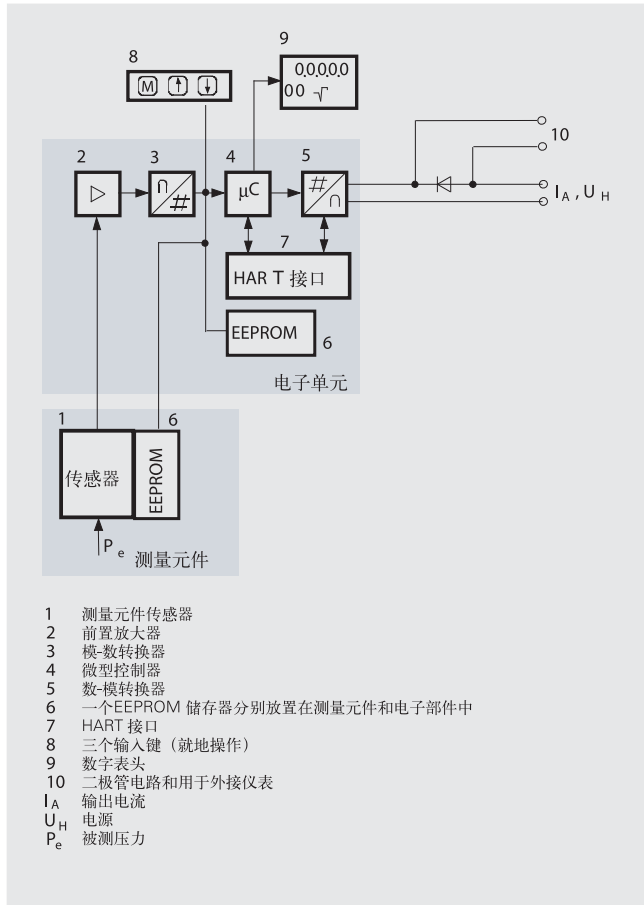 9
8
0.0.0.0.0
00 √
M ↑ ↓
10
2 3 4 5
▷ ∩/# µC #/∩
I A , U H
7
HAR T 接口
EEPROM
6
电子单元
1 6
传感器
EEPROM
P e 测量元件
1 测量元件传感器
2 前置放大器
3 模-数转换器
4 微型控制器
5 数-模转换器
6 一个EEPROM 储存器分别放置在测量元件和电子部件中
7 HART 接口
8 三个输入键（就地操作）
9 数字表头
10 二极管电路和用于外接仪表
I A 输出电流
U H 电源
P e 被测压力